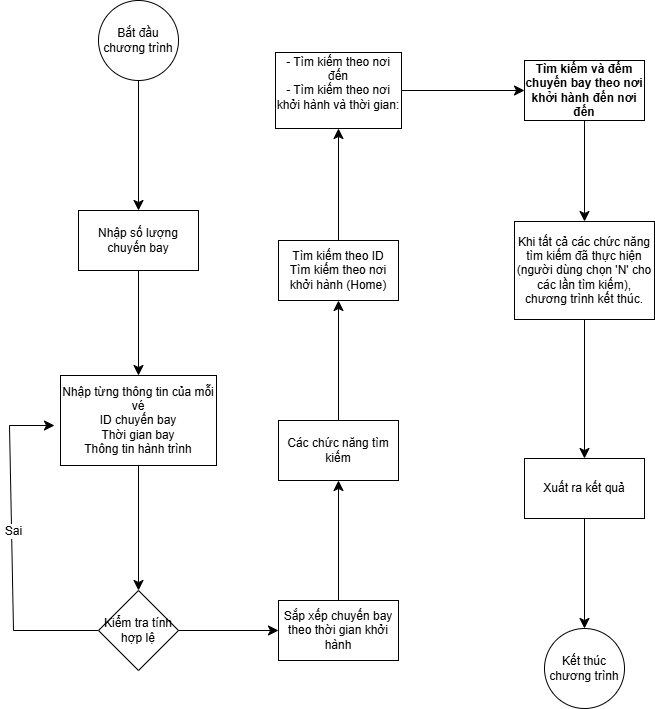 Bắt đầu
chương trình
Nhập số lượng
chuyến bay
Nhập từng thông tin của mỗi
vé
ID chuyến bay
Thời gian bay
Thông tin hành trình
Sai
Kiểm tra tính
hợp lệ
Sắp xếp chuyến bay
theo thời gian khởi
hành
Các chức năng tìm
kiếm
Tìm kiếm theo ID
Tìm kiếm theo nơi
khởi hành (Home)
- Tìm kiếm theo nơi
đến
- Tìm kiếm theo nơi
khởi hành và thời gian:
Tìm kiếm và đếm
chuyến bay theo nơi
khởi hành đến nơi
đến
Khi tất cả các chức năng
tìm kiếm đã thực hiện
(người dùng chọn 'N' cho
các lần tìm kiếm),
chương trình kết thúc.
Xuất ra kết quả
Kết thúc
chương trình